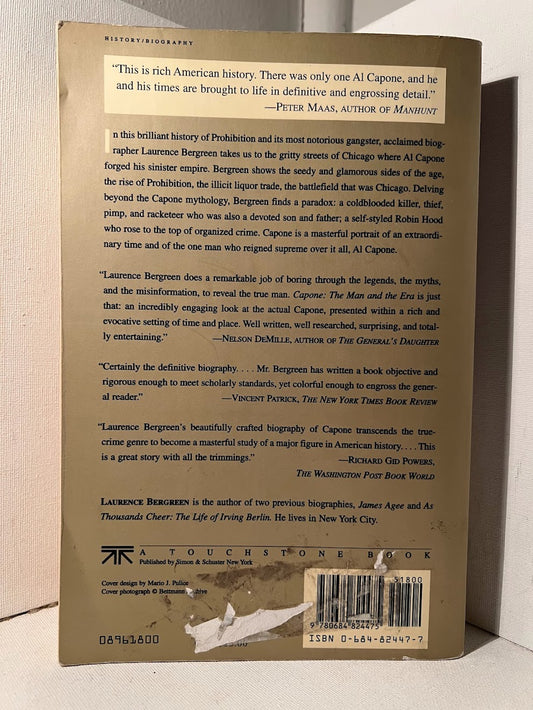 HISTORY/BIOGRAPHY
“This is rich American history. There was only one Al Capone, and he
and his times are brought to life in definitive and engrossing detail.”
—PETER MAAS, AUTHOR OF MANHUNT
In this brilliant history of Prohibition and its most notorious gangster, acclaimed biog-
rapher Laurence Bergreen takes us to the gritty streets of Chicago where Al Capone
forged his sinister empire. Bergreen shows the seedy and glamorous sides of the age,
the rise of Prohibition, the illicit liquor trade, the battlefield that was Chicago. Delving
beyond the Capone mythology, Bergreen finds a paradox: a coldblooded killer, thief,
pimp, and racketeer who was also a devoted son and father; a self-styled Robin Hood
who rose to the top of organized crime. Capone is a masterful portrait of an extraordi-
nary time and of the one man who reigned supreme over it all, Al Capone.
“Laurence Bergreen does a remarkable job of boring through the legends, the myths,
and the misinformation, to reveal the true man. Capone: The Man and the Era is just
that: an incredibly engaging look at the actual Capone, presented within a rich and
evocative setting of time and place. Well written, well researched, surprising, and total-
ly entertaining.” —NELSON DEMILLE, AUTHOR OF THE GENERAL’S DAUGHTER
“Certainly the definitive biography. . . . Mr. Bergreen has written a book objective and
rigorous enough to meet scholarly standards, yet colorful enough to engross the gener-
al reader.” —VINCENT PATRICK, THE NEW YORK TIMES BOOK REVIEW
“Laurence Bergreen’s beautifully crafted biography of Capone transcends the true-
crime genre to become a masterful study of a major figure in American history. . . . This
is a great story with all the trimmings.” —RICHARD GID POWERS,
THE WASHINGTON POST BOOK WORLD
LAURENCE BERGREEN is the author of two previous biographies, James Agee and As
Thousands Cheer: The Life of Irving Berlin. He lives in New York City.
A TOUCHSTONE BOOK
Published by Simon & Schuster New York
Cover design by Mario J. Pulice
Cover photograph © Bettmann
51800
9 780684 824475
08961800
ISBN 0-684-82447-7